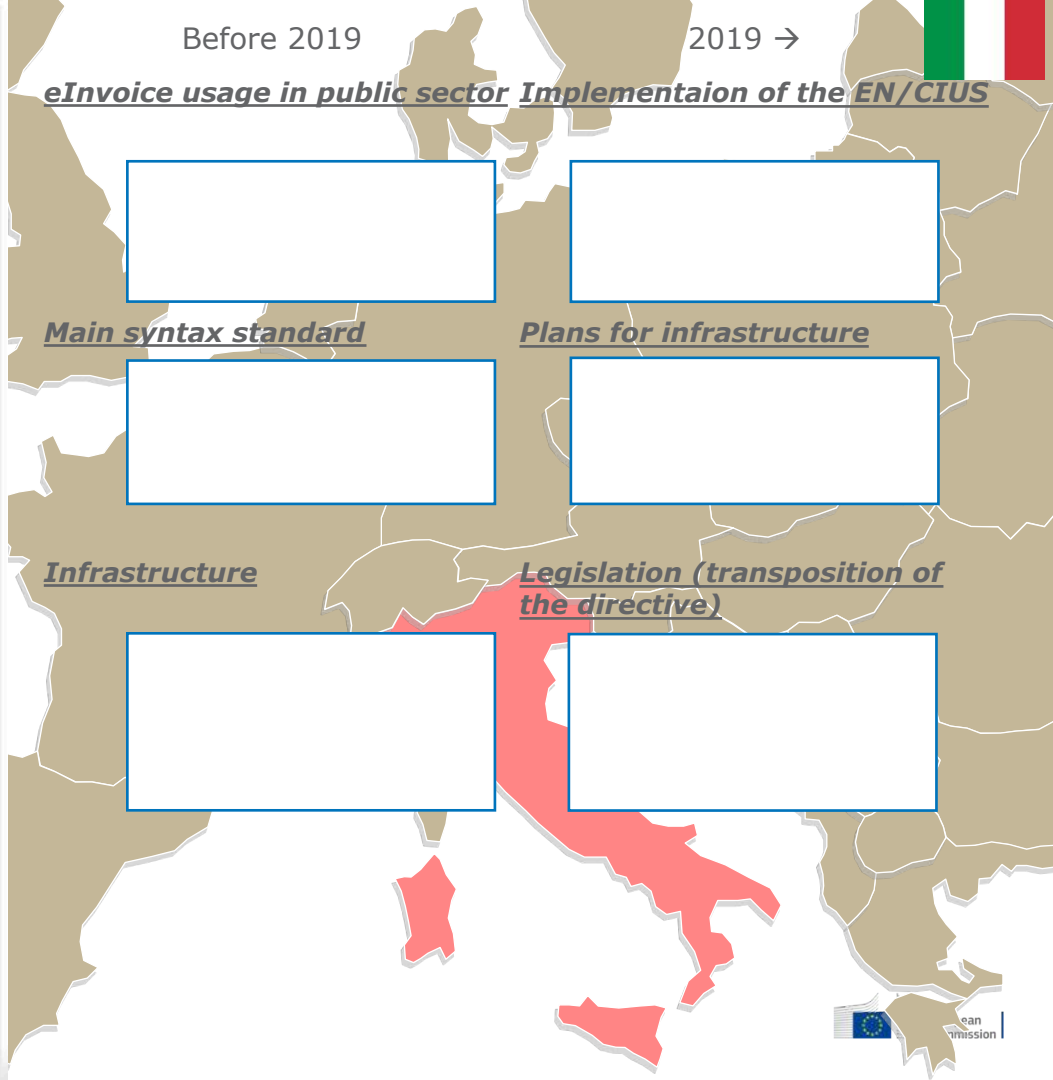 Before 2019
2019 →
eInvoice usage in public sector
Implementaion of the EN/CIUS
Main syntax standard
Plans for infrastructure
Infrastructure
Legislation (transposition of
the directive)